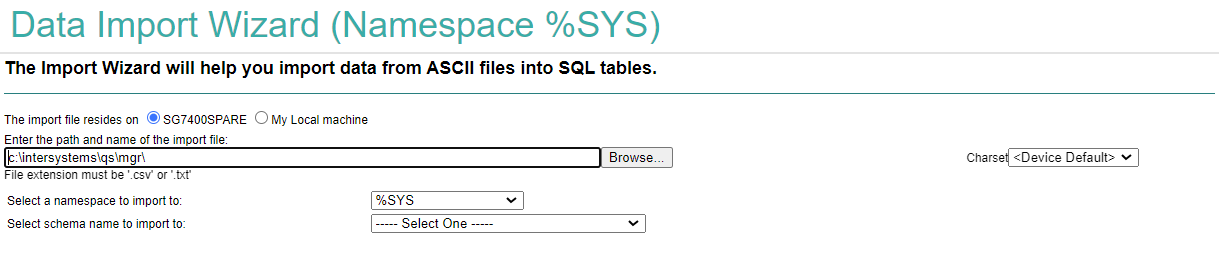 Data Import Wizard (Namespace %SYS)
The Import Wizard will help you import data from ASCII files into SQL tables.
The import file resides on SG7400SPARE My Local machine
Enter the path and name of the import file:
c:\intersystems\qs\mgr\ Browse... Charset <Device Default>
File extension must be '.csv' or '.txt'
Select a namespace to import to: %SYS
Select schema name to import to: ----- Select One -----